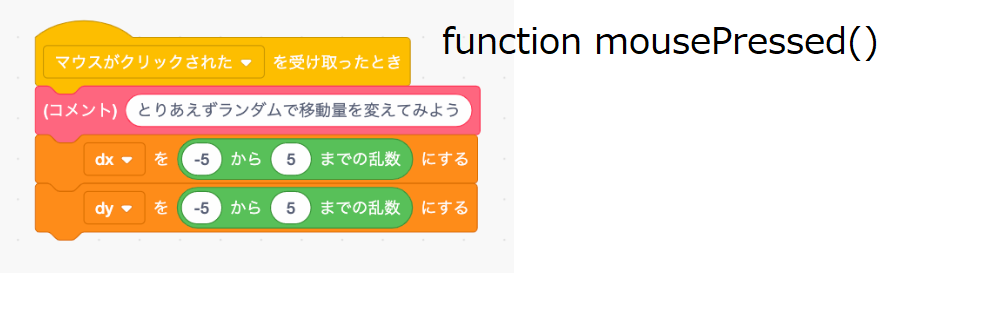 マウスがクリックされた を受け取ったとき
function mousePressed()
(コメント) とりあえずランダムで移動量を変えてみよう
dx を -5 から 5 までの乱数 にする
dy を -5 から 5 までの乱数 にする